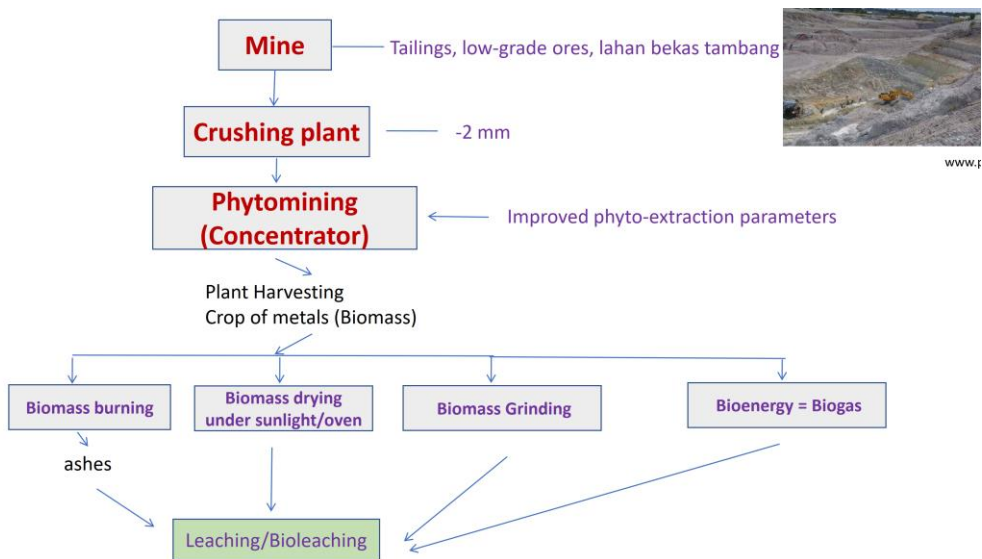 Mine
Tailings, low-grade ores, lahan bekas tambang
Crushing plant
-2 mm
www.p
Phytomining
(Concentrator)
Improved phyto-extraction parameters
Plant Harvesting
Crop of metals (Biomass)
Biomass burning
Biomass drying
under sunlight/oven
Biomass Grinding
Bioenergy = Biogas
ashes
Leaching/Bioleaching